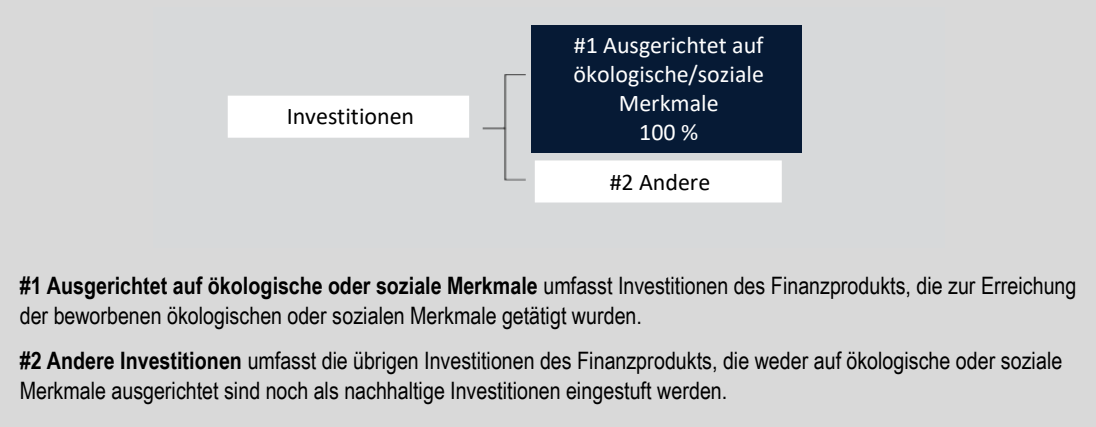 #1 Ausgerichtet auf
ökologische/soziale
Merkmale
100 %
Investitionen
#2 Andere
#1 Ausgerichtet auf ökologische oder soziale Merkmale umfasst Investitionen des Finanzprodukts, die zur Erreichung
der beworbenen ökologischen oder sozialen Merkmale getätigt wurden.
#2 Andere Investitionen umfasst die übrigen Investitionen des Finanzprodukts, die weder auf ökologische oder soziale
Merkmale ausgerichtet sind noch als nachhaltige Investitionen eingestuft werden.